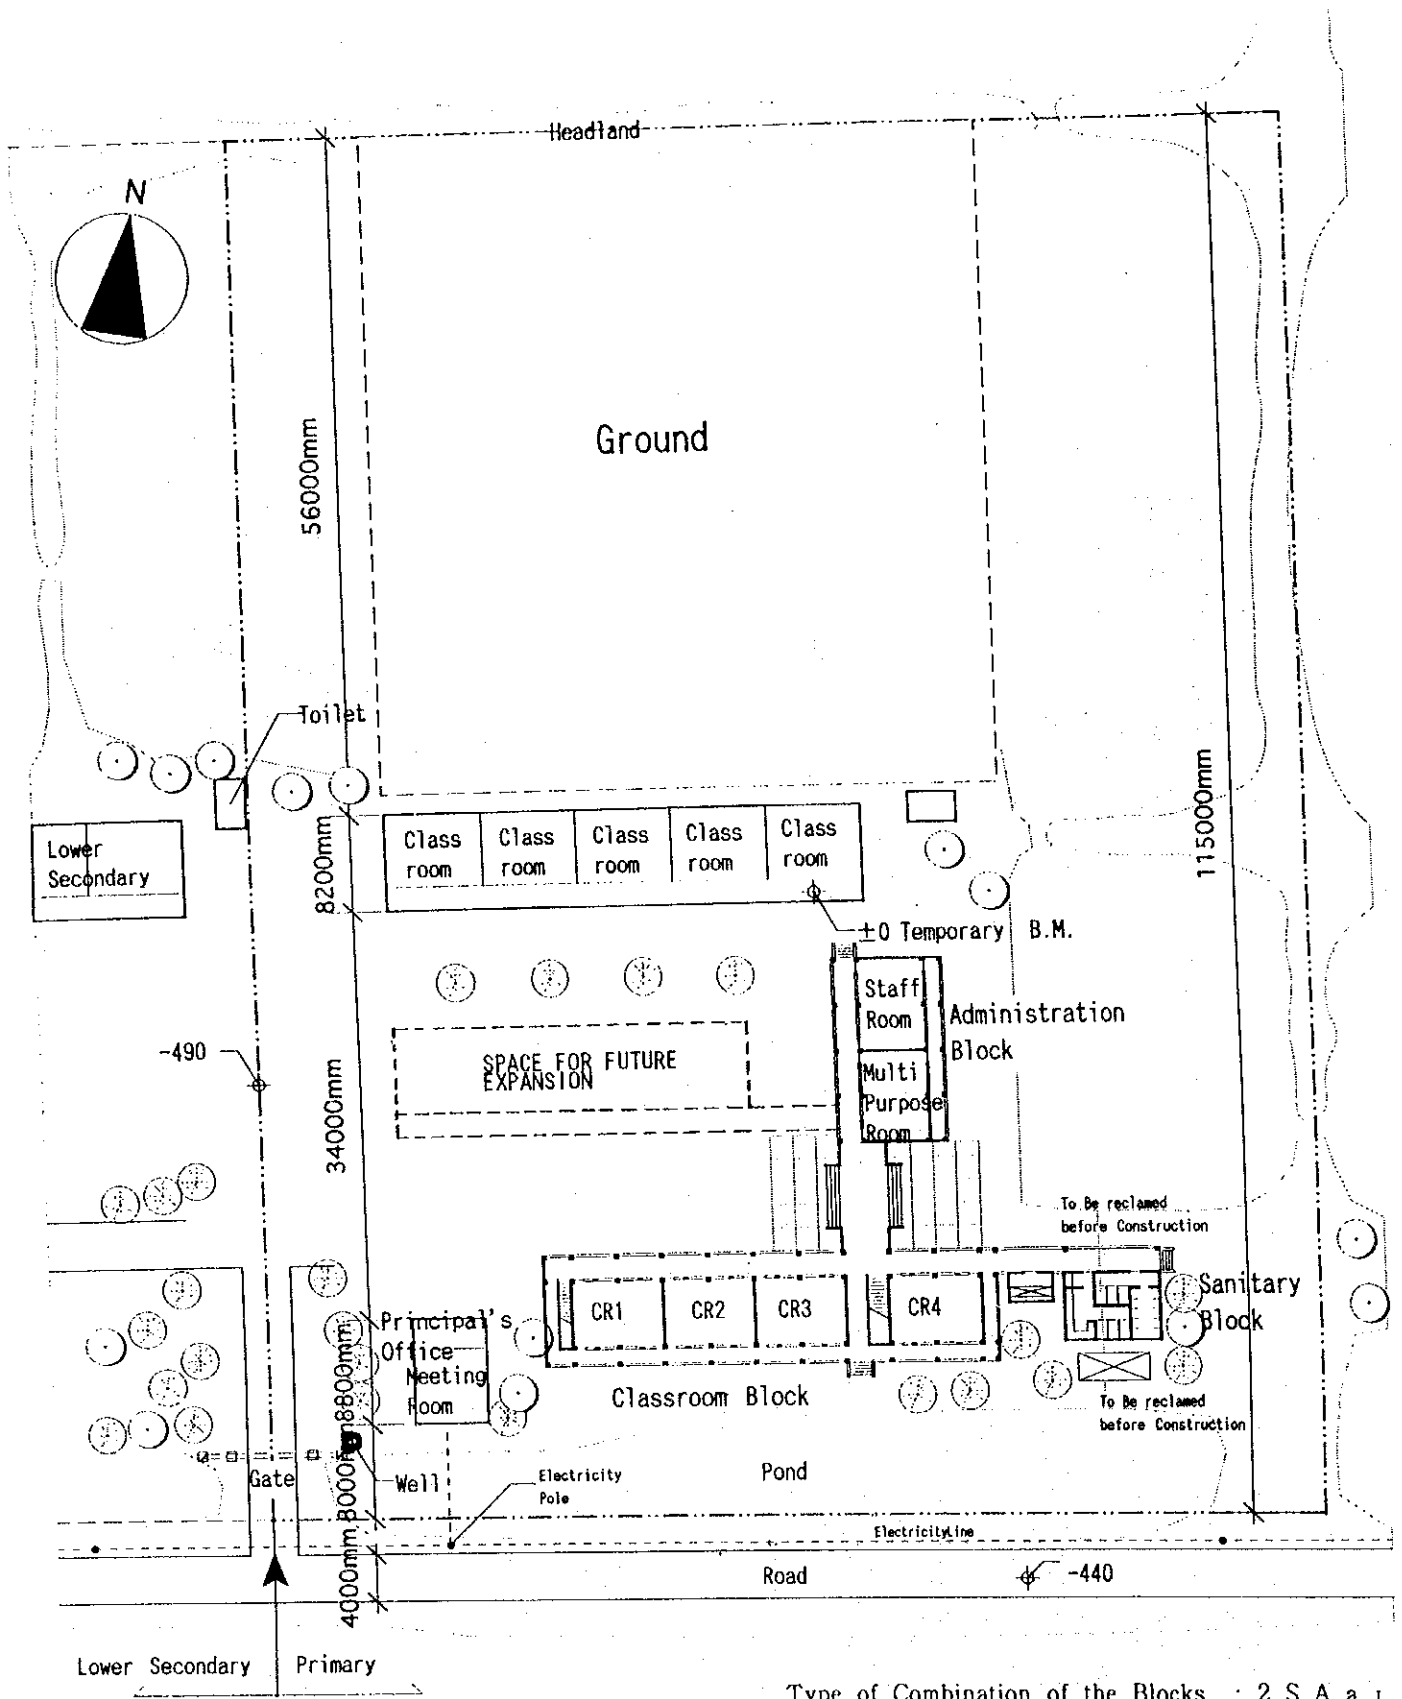 Headland
N
Ground
56000mm
115000mm
Toilet
8200mm
Lower
Secondary
Class
room
Class
room
Class
room
Class
room
Class
room
±0 Temporary B.M.
Staff
Room
Administration
Block
-490
SPACE FOR FUTURE
EXPANSION
Multi
Purpose
Room
34000mm
To Be reclamed
before Construction
Sanitary
Block
CR1
CR2
CR3
CR4
Principal's
Office
Meeting
Room
8800mm
Classroom Block
To Be reclamed
before Construction
8000mm
Gate
Well
Electricity
Pole
Pond
ElectricityLine
4000mm
Road
-440
Lower Secondary
Primary
Type of Combination of the Blocks : 2 S A a